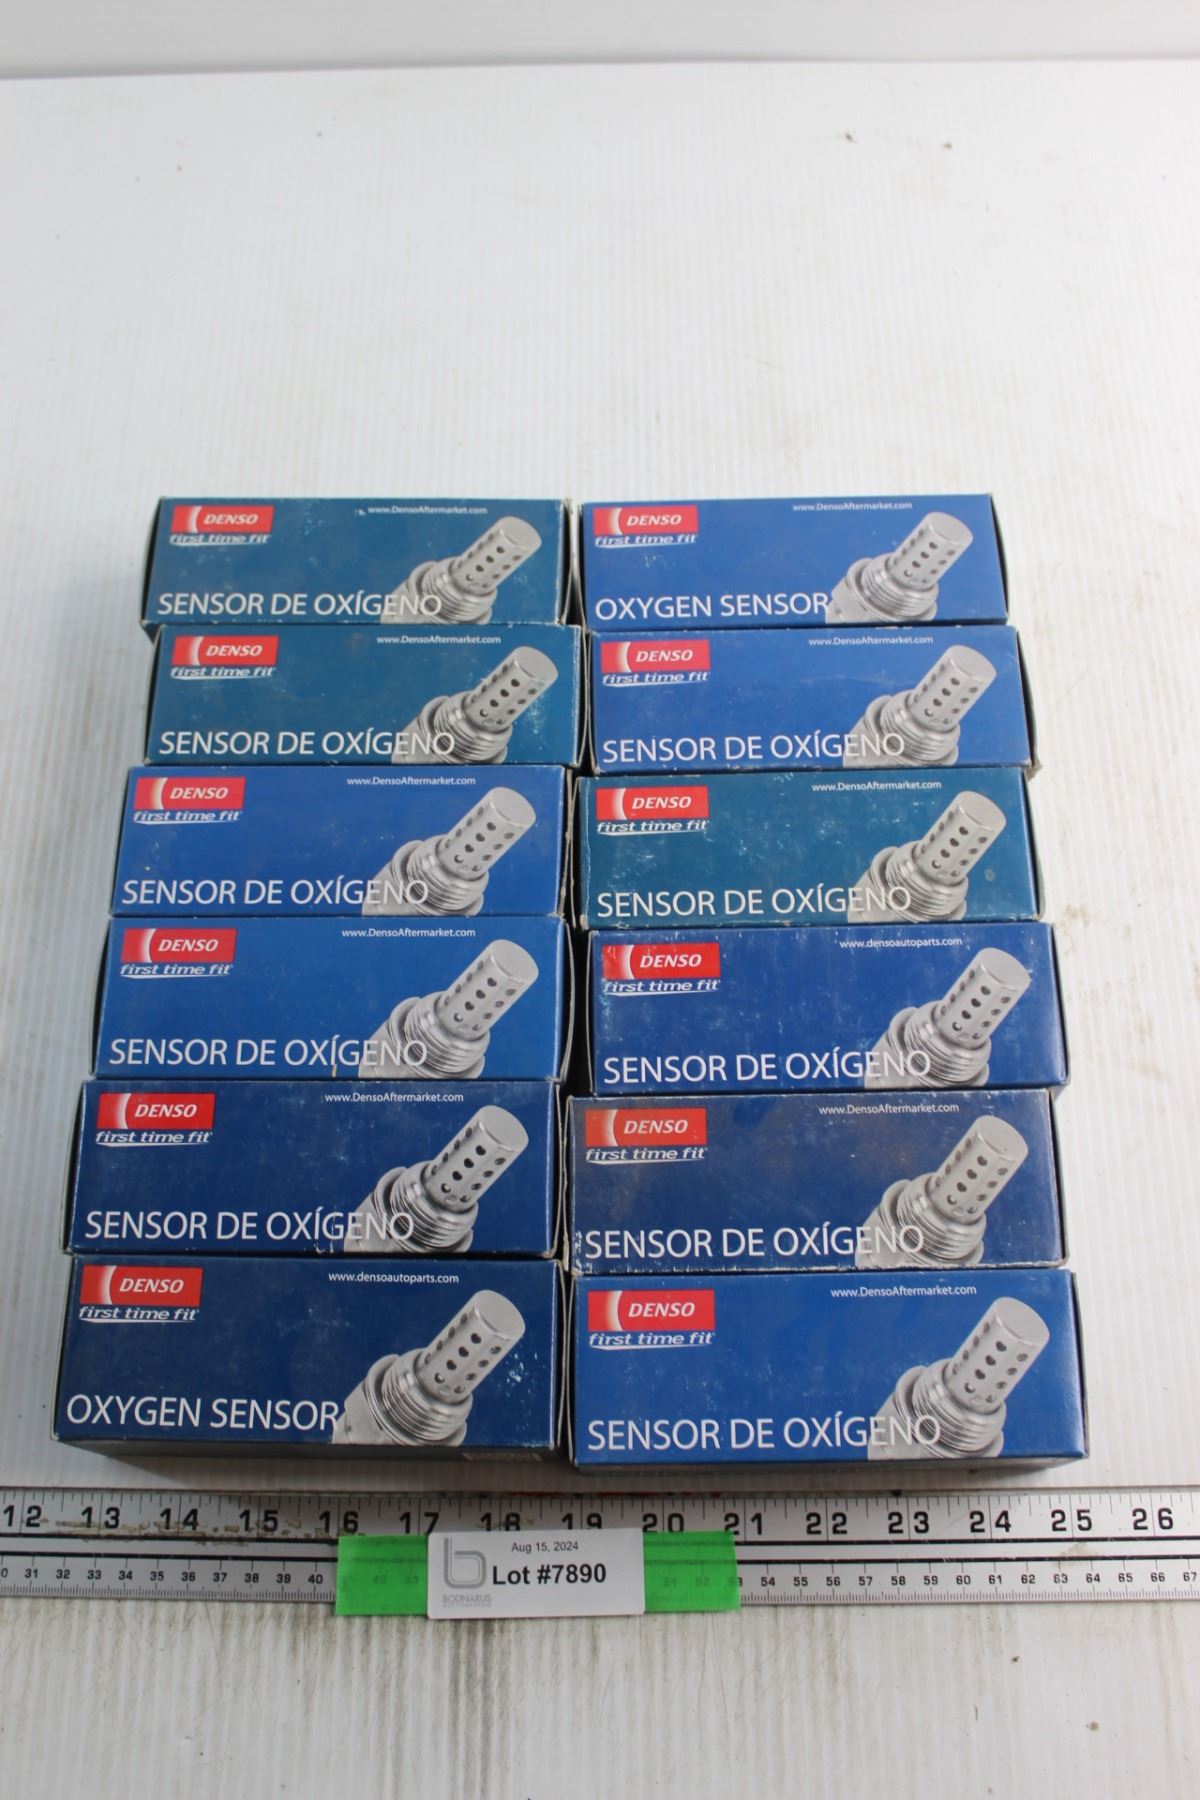 DENSO
www.DensoAftermarket.com
first time fit
SENSOR DE OXÍGENO
DENSO
www.DensoAftermarket.com
first time fit
OXYGEN SENSOR
DENSO
www.DensoAftermarket.com
first time fit
SENSOR DE OXÍGENO
DENSO
www.DensoAftermarket.com
first time fit
SENSOR DE OXÍGENO
DENSO
www.DensoAftermarket.com
first time fit
SENSOR DE OXÍGENO
DENSO
www.DensoAftermarket.com
first time fit
SENSOR DE OXÍGENO
DENSO
www.DensoAftermarket.com
first time fit
SENSOR DE OXÍGENO
DENSO
www.densoautoparts.com
first time fit
SENSOR DE OXÍGENO
DENSO
www.DensoAftermarket.com
first time fit
SENSOR DE OXÍGENO
DENSO
www.DensoAftermarket.com
first time fit
SENSOR DE OXÍGENO
DENSO
www.densoautoparts.com
first time fit
OXYGEN SENSOR
DENSO
www.DensoAftermarket.com
first time fit
SENSOR DE OXÍGENO
12 13 14 15 16 17 18 19 20 21 22 23 24 25 26
31 32 33 34 35 36 37 38 39 40 51 52 53 54 55 56 57 58 59 60 61 62 63 64 65 66 67
Aug 15, 2024
Lot #7890
BODNARUS